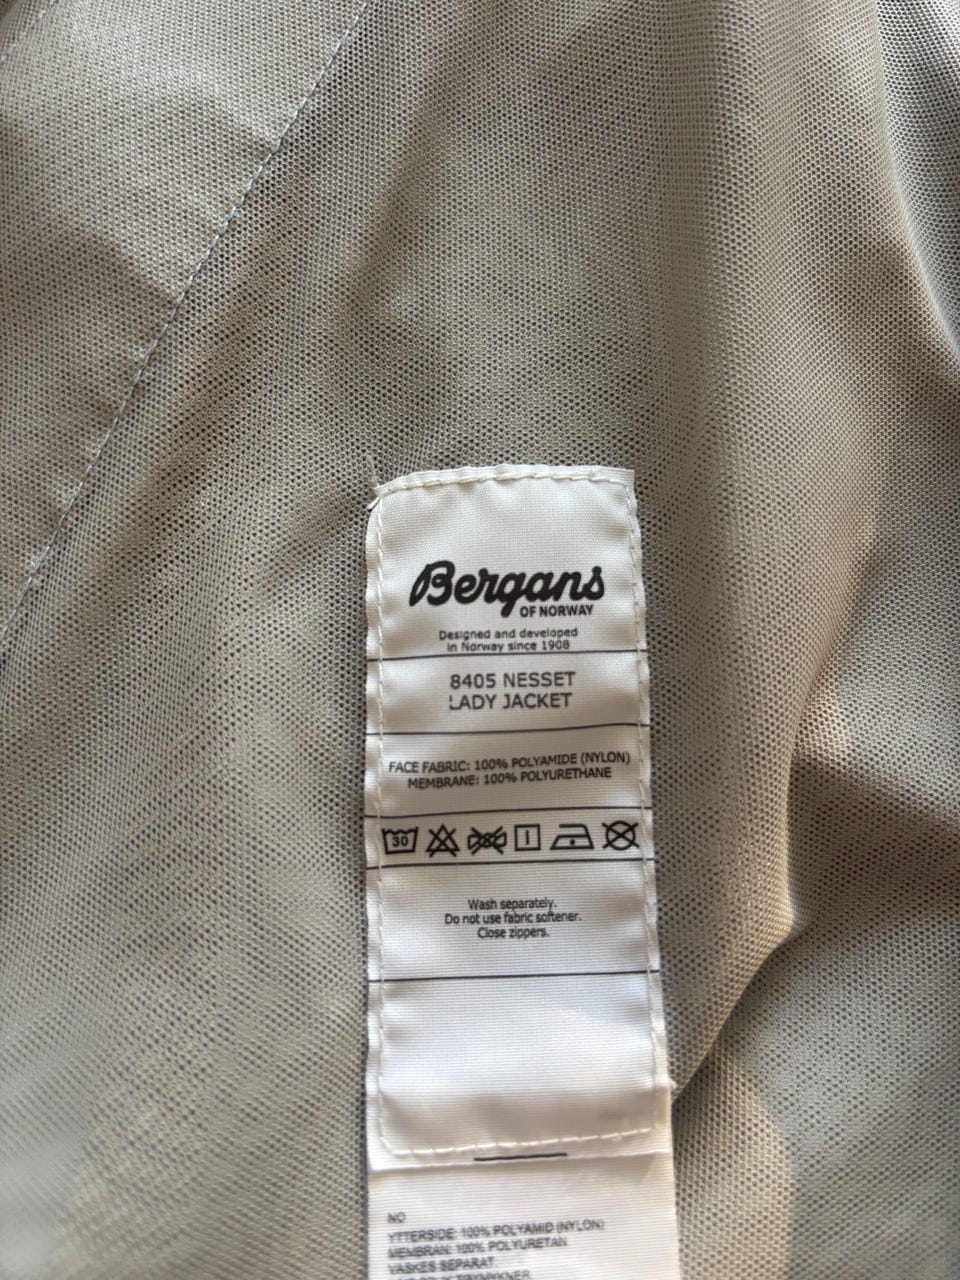 Bergans
OF NORWAY
Designed and developed
in Norway since 1908
8405 NESSET
LADY JACKET
FACE FABRIC: 100% POLYAMIDE (NYLON)
MEMBRANE: 100% POLYURETHANE
30
Wash separately.
Do not use fabric softener.
Close zippers.
NO
YTTERSIDE: 100% POLYAMID (NYLON)
MEMBRAN: 100% POLYURETAN
VASKES SEPARAT.